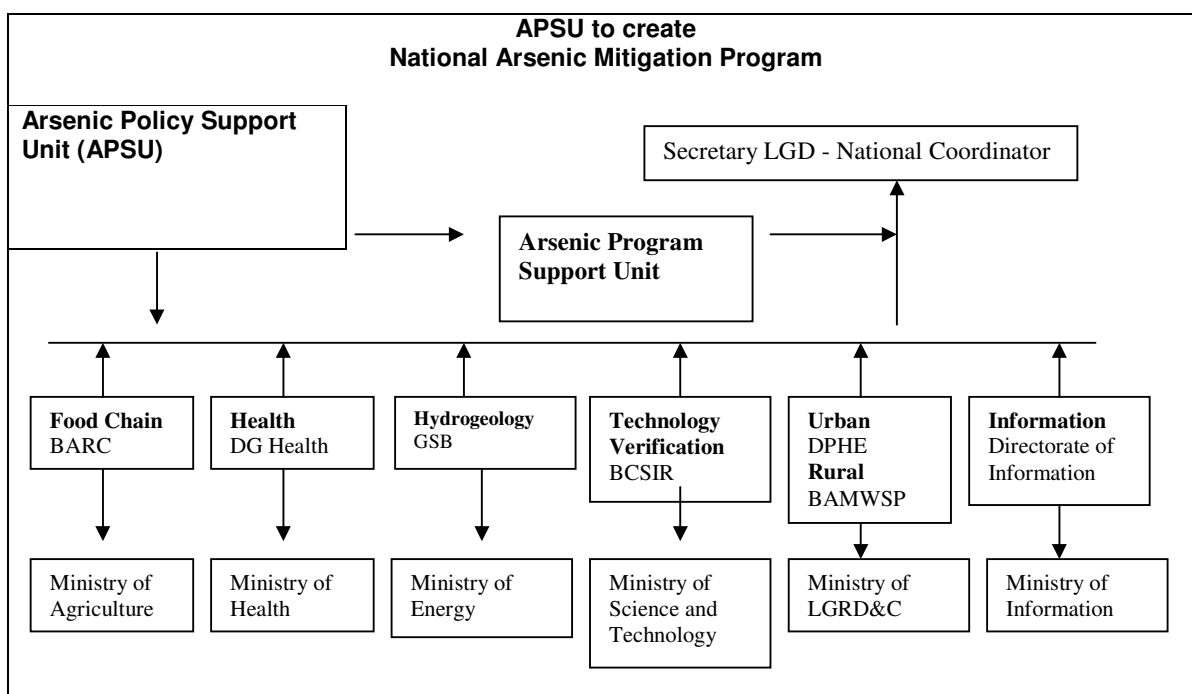 APSU to create
National Arsenic Mitigation Program
Arsenic Policy Support
Unit (APSU)
Secretary LGD - National Coordinator
Arsenic Program
Support Unit
Food Chain
BARC
Health
DG Health
Hydrogeology
GSB
Technology
Verification
BCSIR
Urban
DPHE
Rural
BAMWSP
Information
Directorate of
Information
Ministry of
Agriculture
Ministry of
Health
Ministry of
Energy
Ministry of
Science and
Technology
Ministry of
LGRD&C
Ministry of
Information